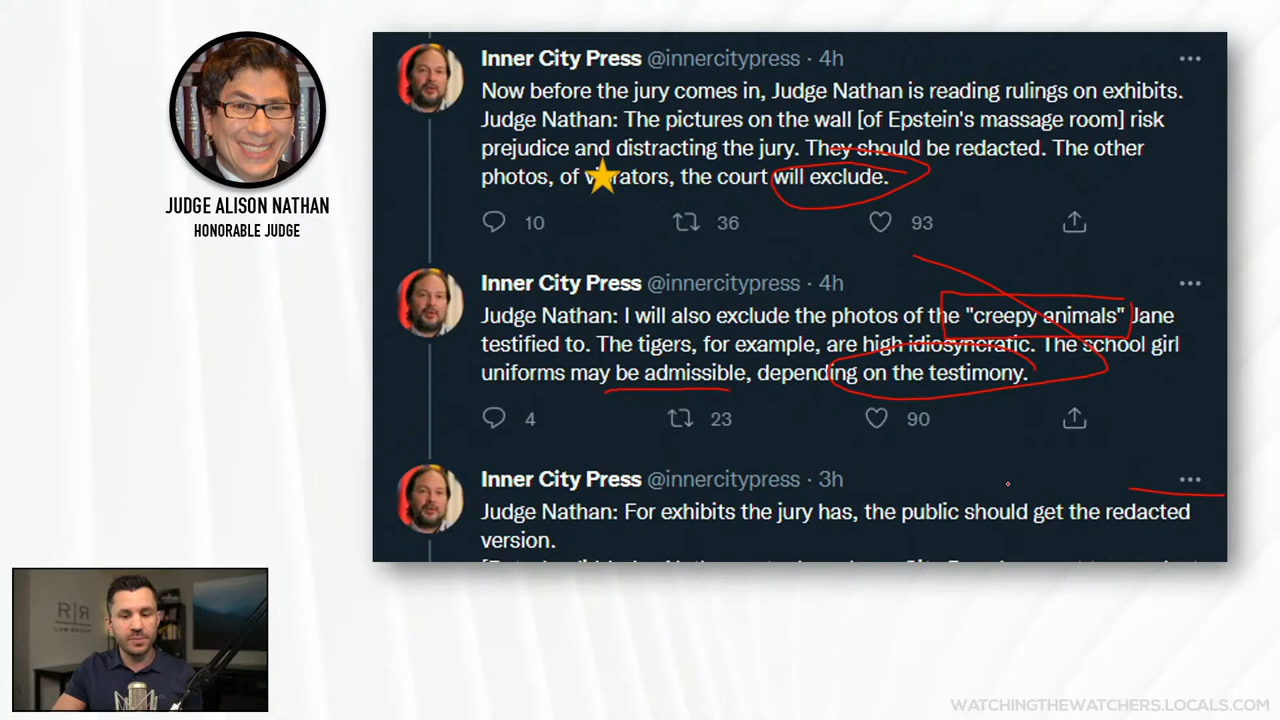 JUDGE ALISON NATHAN
HONORABLE JUDGE
Inner City Press @innercitypress · 4h
Now before the jury comes in, Judge Nathan is reading rulings on exhibits.
Judge Nathan: The pictures on the wall [of Epstein's massage room] risk
prejudice and distracting the jury. They should be redacted. The other
photos, of v⭐rators, the court will exclude.
10 36 93
Inner City Press @innercitypress · 4h
Judge Nathan: I will also exclude the photos of the "creepy animals" Jane
testified to. The tigers, for example, are high idiosyncratic. The school girl
uniforms may be admissible, depending on the testimony.
4 23 90
Inner City Press @innercitypress · 3h
Judge Nathan: For exhibits the jury has, the public should get the redacted
version.
R|R
LAW GROUP
WATCHINGTHEWATCHERS.LOCALS.COM